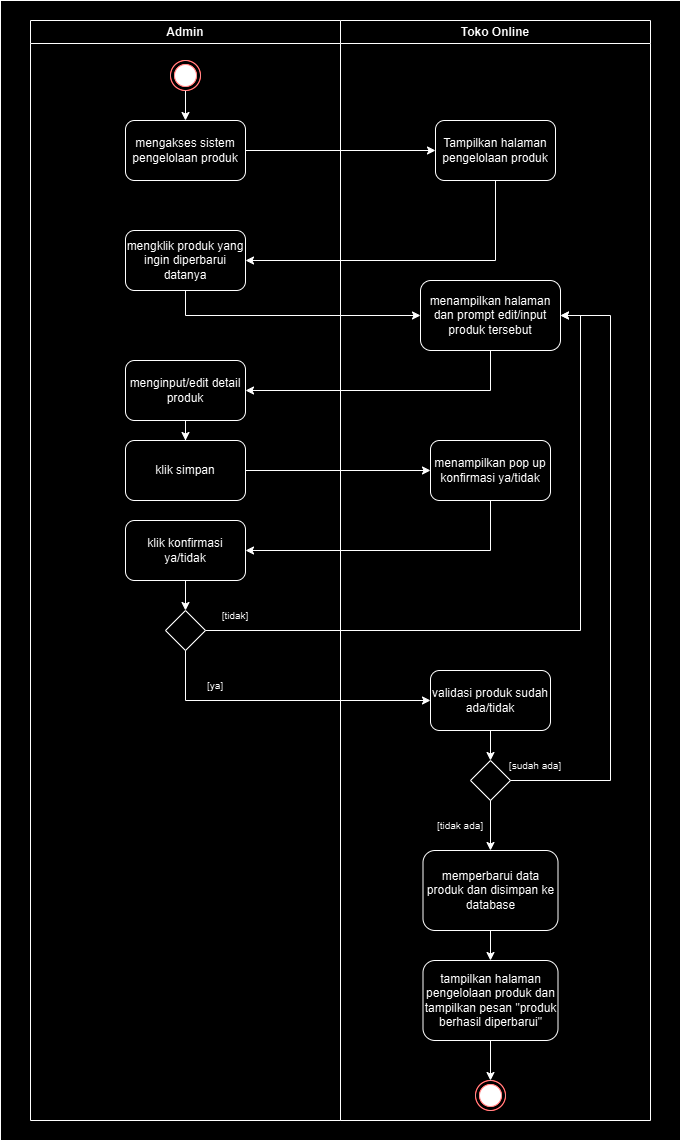 Admin
Toko Online
mengakses sistem
pengelolaan produk
Tampilkan halaman
pengelolaan produk
mengklik produk yang
ingin diperbarui
datanya
menampilkan halaman
dan prompt edit/input
produk tersebut
menginput/edit detail
produk
klik simpan
menampilkan pop up
konfirmasi ya/tidak
klik konfirmasi
ya/tidak
[tidak]
[ya]
validasi produk sudah
ada/tidak
[sudah ada]
[tidak ada]
memperbarui data
produk dan disimpan ke
database
tampilkan halaman
pengelolaan produk dan
tampilkan pesan "produk
berhasil diperbarui"